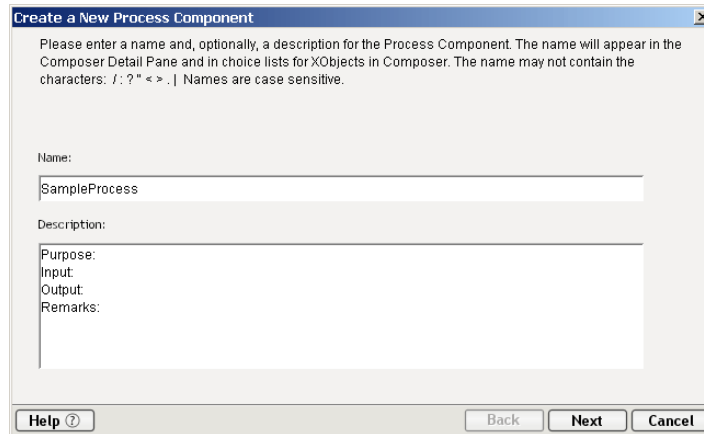 Create a New Process Component
Please enter a name and, optionally, a description for the Process Component. The name will appear in the
Composer Detail Pane and in choice lists for XObjects in Composer. The name may not contain the
characters: / : ? " < > . | Names are case sensitive.
Name:
SampleProcess
Description:
Purpose:
Input:
Output:
Remarks:
Help ?
Back
Next
Cancel